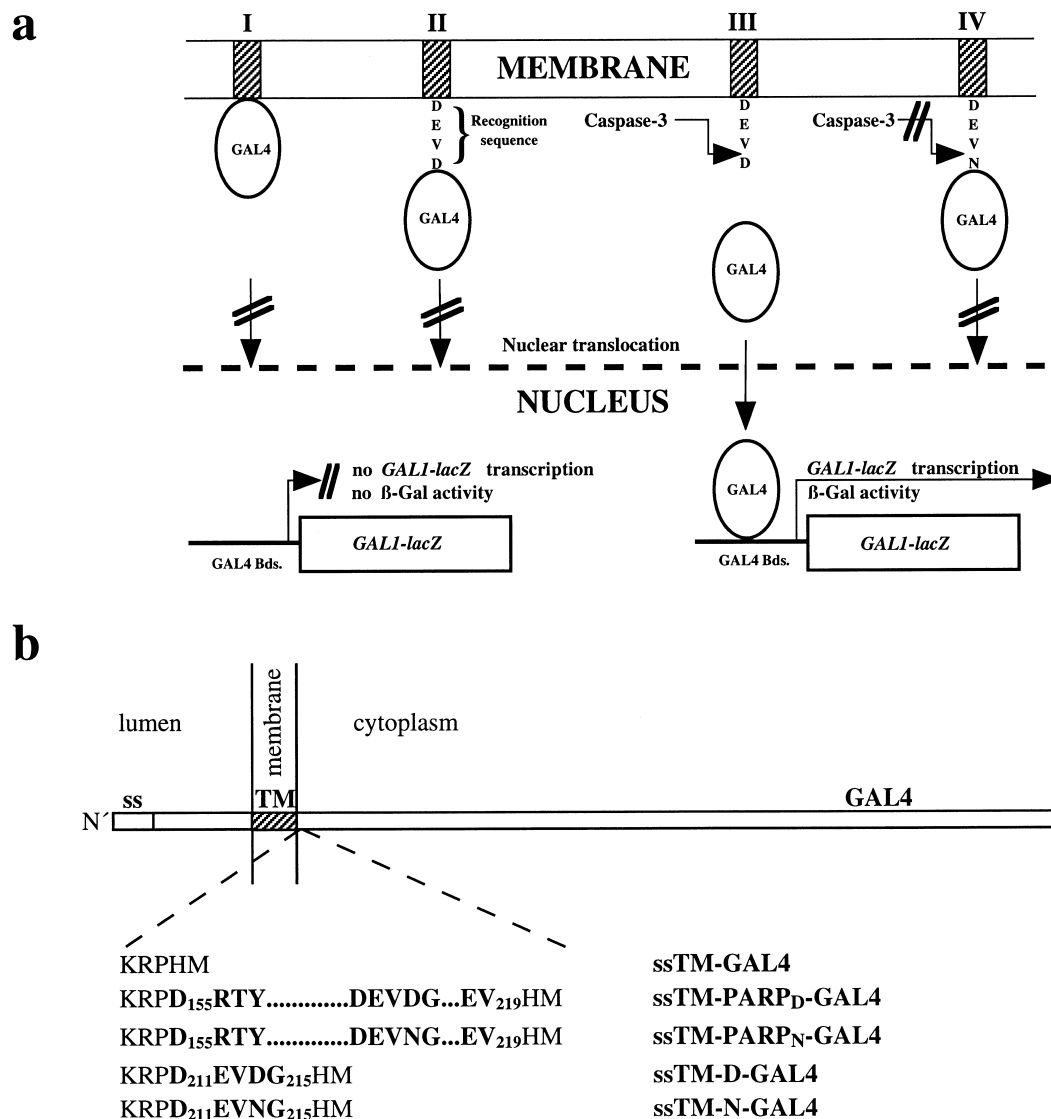 a
I II III IV
MEMBRANE
GAL4
D
E
V
D
Recognition
sequence
GAL4
Caspase-3
D
E
V
D
GAL4
Caspase-3
D
E
V
N
GAL4
Nuclear translocation
NUCLEUS
no GAL1-lacZ transcription
no ß-Gal activity
GAL4 Bds.
GAL1-lacZ
GAL4
GAL1-lacZ transcription
ß-Gal activity
GAL4 Bds.
GAL1-lacZ
b
lumen
membrane
cytoplasm
ss
TM
GAL4
N´
KRPHM ssTM-GAL4
KRPD₁₅₅RTY.............DEVDG...EV₂₁₉HM ssTM-PARP_D-GAL4
KRPD₁₅₅RTY.............DEVNG...EV₂₁₉HM ssTM-PARP_N-GAL4
KRPD₂₁₁EVDG₂₁₅HM ssTM-D-GAL4
KRPD₂₁₁EVNG₂₁₅HM ssTM-N-GAL4